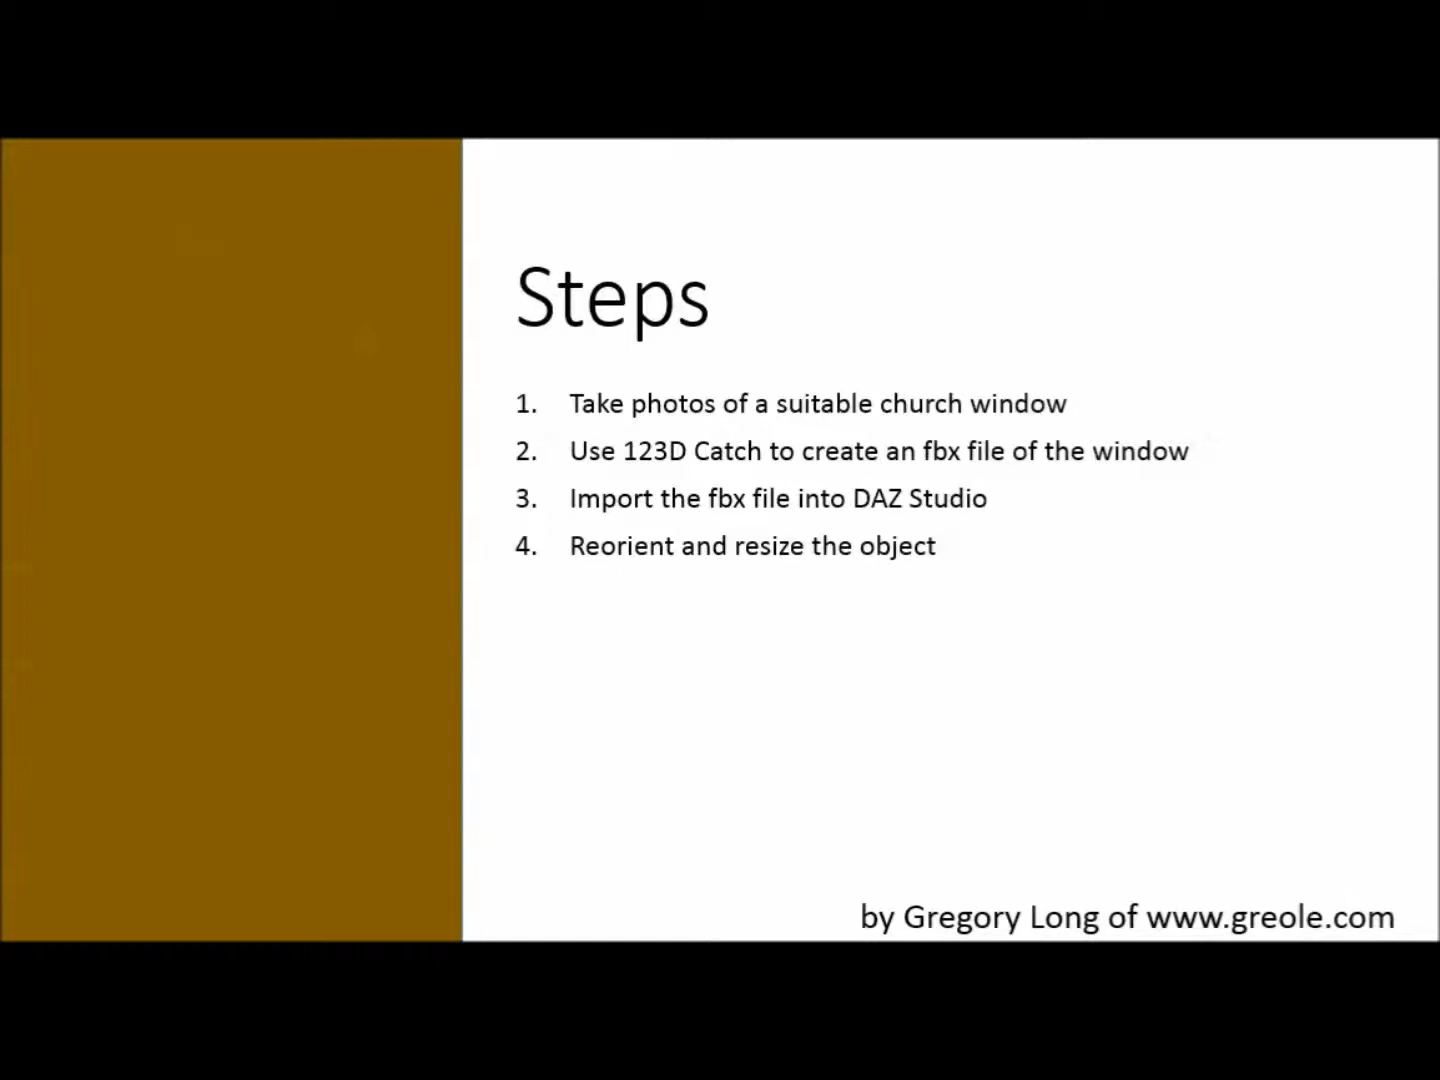 Steps
1. Take photos of a suitable church window
2. Use 123D Catch to create an fbx file of the window
3. Import the fbx file into DAZ Studio
4. Reorient and resize the object
by Gregory Long of www.greole.com